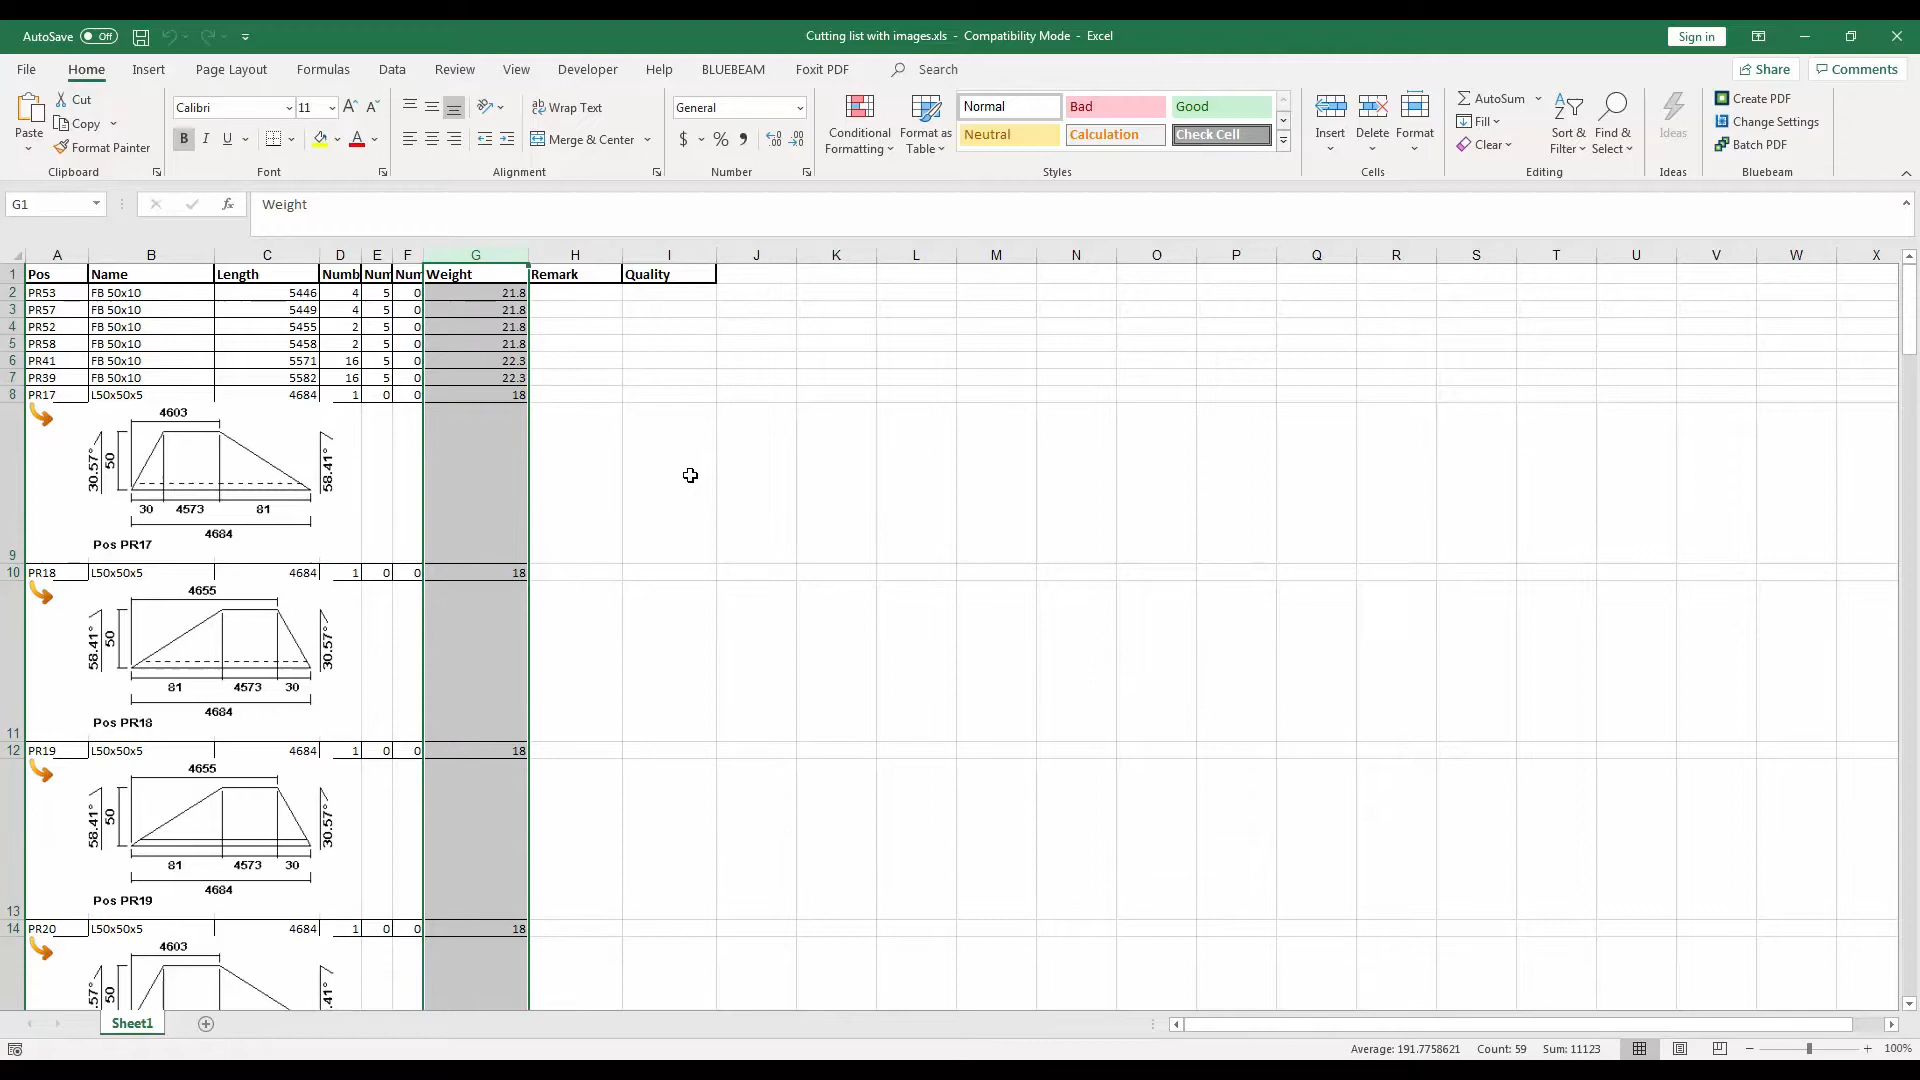 AutoSave Off
Cutting list with images.xls - Compatibility Mode - Excel
Sign in
File Home Insert Page Layout Formulas Data Review View Developer Help BLUEBEAM Foxit PDF Search
Share Comments
Paste
Cut
Copy
Format Painter
Clipboard
Calibri 11
B I U
Font
Wrap Text
Merge & Center
Alignment
General
$ % ,
Number
Conditional Formatting
Format as Table
Normal Bad Good
Neutral Calculation Check Cell
Styles
Insert Delete Format
Cells
AutoSum
Fill
Clear
Sort & Filter
Find & Select
Editing
Ideas
Ideas
Create PDF
Change Settings
Batch PDF
Bluebeam
G1 fx Weight
A B C D E F G H I J K L M N O P Q R S T U V W X
1 Pos Name Length Numb Num Num Weight Remark Quality
2 PR53 FB 50x10 5446 4 5 0 21.8
3 PR57 FB 50x10 5449 4 5 0 21.8
4 PR52 FB 50x10 5455 2 5 0 21.8
5 PR58 FB 50x10 5458 2 5 0 21.8
6 PR41 FB 50x10 5571 16 5 0 22.3
7 PR39 FB 50x10 5582 16 5 0 22.3
8 PR17 L50x50x5 4684 1 0 0 18
4603
30.57° 50 58.41°
30 4573 81
4684
Pos PR17
9
10 PR18 L50x50x5 4684 1 0 0 18
4655
58.41° 50 30.57°
81 4573 30
4684
Pos PR18
11
12 PR19 L50x50x5 4684 1 0 0 18
4655
58.41° 50 30.57°
81 4573 30
4684
Pos PR19
13
14 PR20 L50x50x5 4684 1 0 0 18
4603
.57° 50 .41°
Sheet1
Average: 191.7758621 Count: 59 Sum: 11123 100%